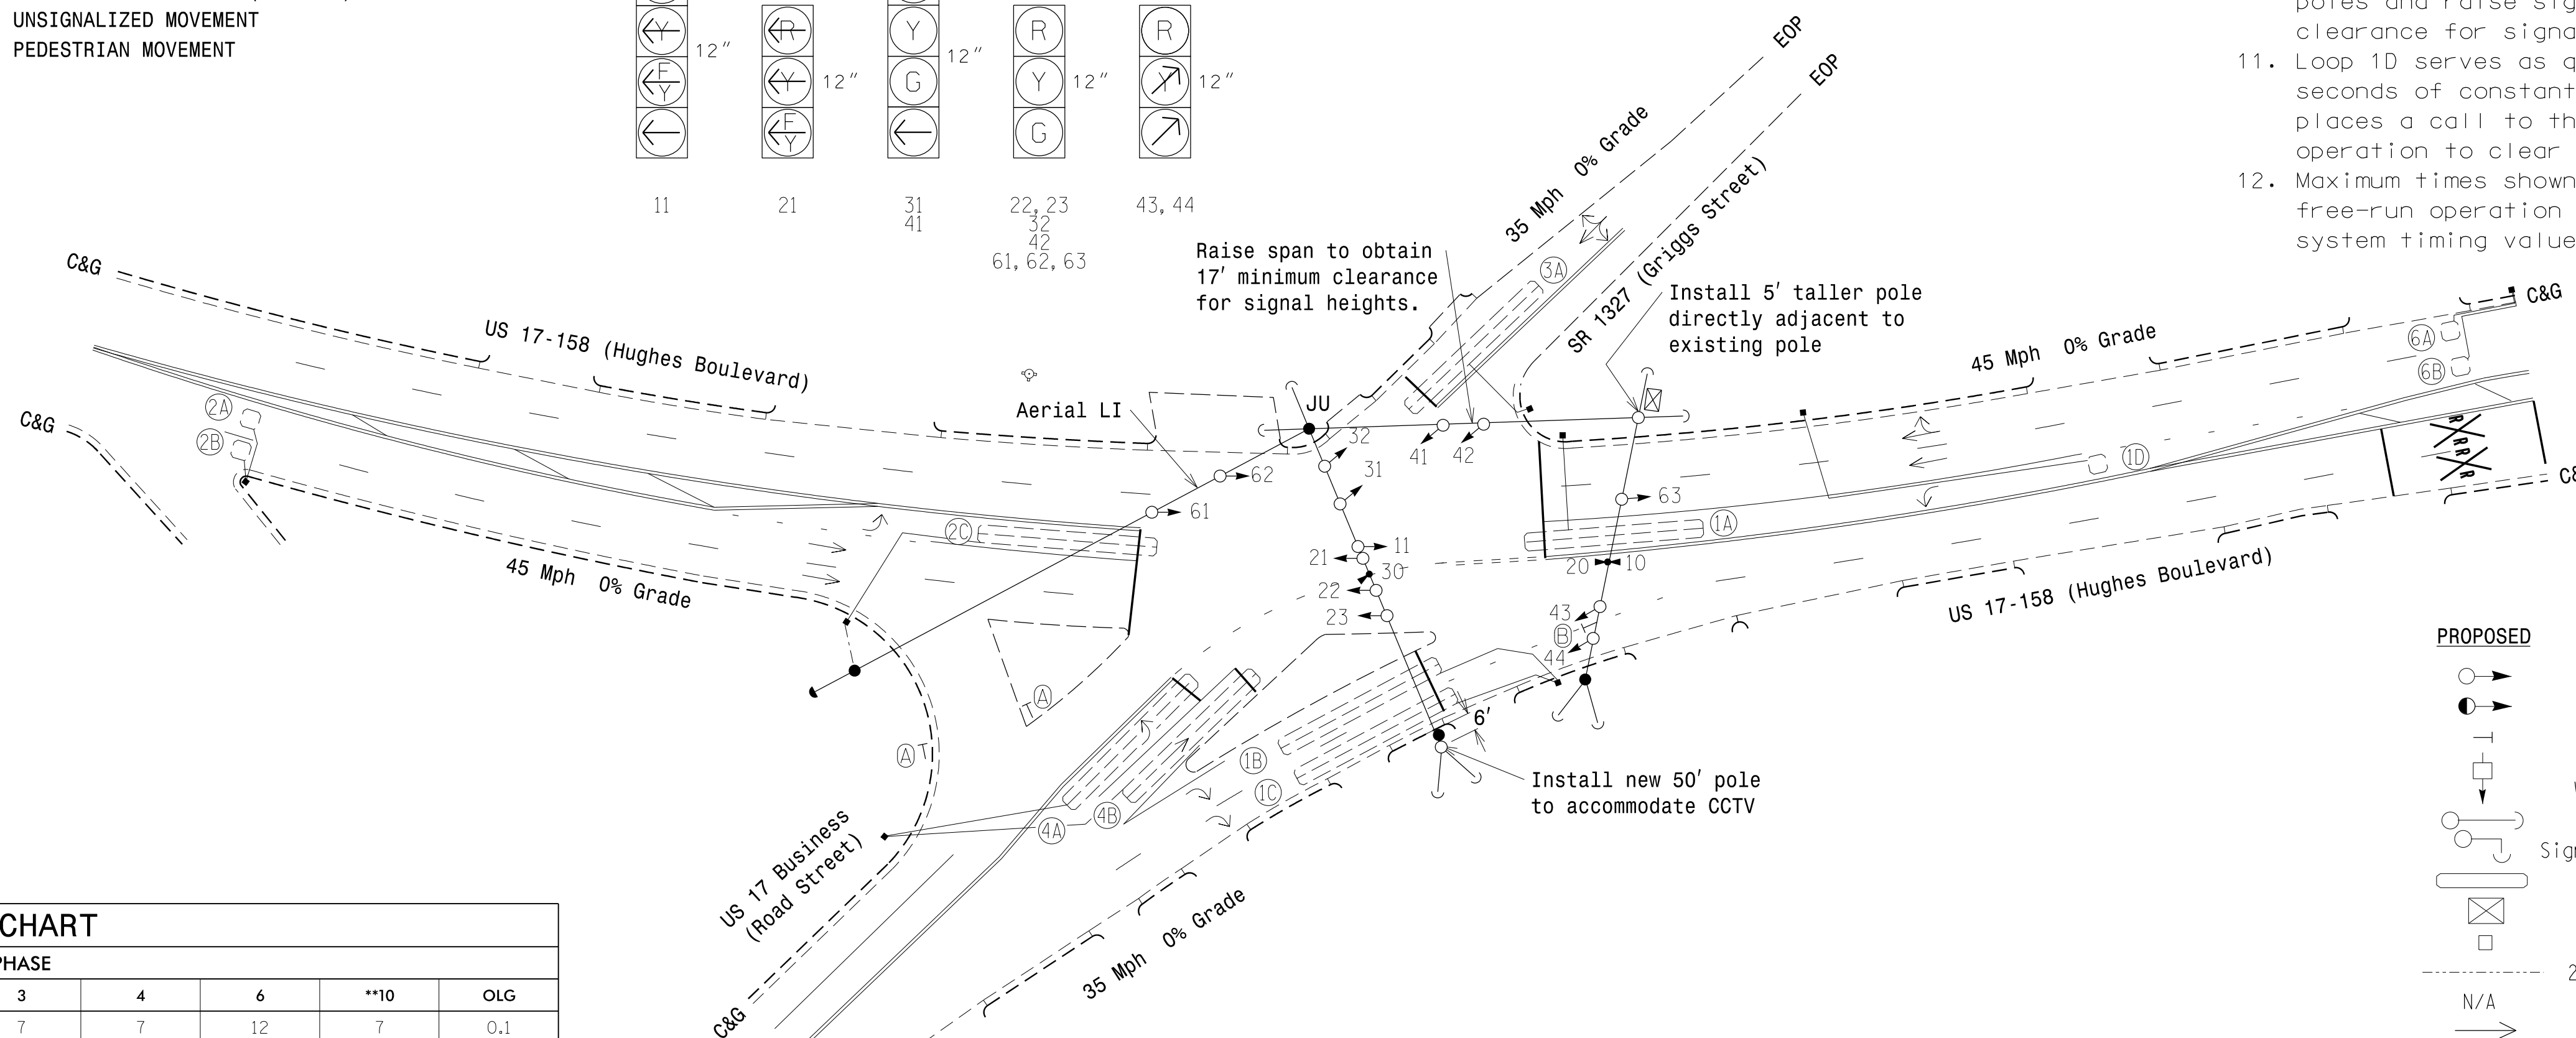 UNSIGNALIZED MOVEMENT
PEDESTRIAN MOVEMENT
Y
F
Y
12"
11
R
Y
F
Y
12"
21
Y
G
12"
31
41
R
Y
G
12"
22, 23
32
42
61, 62, 63
R
Y
12"
43, 44
clearance for signa
11. Loop 1D serves as q
seconds of constant
places a call to th
operation to clear
12. Maximum times shown
free-run operation
system timing value
EOP
EOP
35 Mph 0% Grade
SR 1327 (Griggs Street)
3A
Raise span to obtain
17' minimum clearance
for signal heights.
Install 5' taller pole
directly adjacent to
existing pole
C&G
US 17-158 (Hughes Boulevard)
C&G
2A
2B
45 Mph 0% Grade
Aerial LI
JU
32
31
41
42
62
61
63
2C
11
21
30
22
23
20
10
43
B
44
1A
1D
45 Mph 0% Grade
6A
6B
C&G
R R R
US 17-158 (Hughes Boulevard)
A
A
1B
1C
4A
4B
6'
Install new 50' pole
to accommodate CCTV
US 17 Business
(Road Street)
C&G
35 Mph 0% Grade
PROPOSED
N/A
CHART
PHASE
3 4 6 **10 OLG
7 7 12 7 0.1